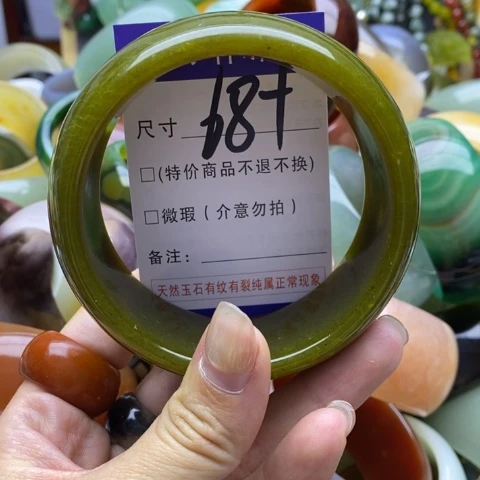 尺寸 68+
□(特价商品不退不换)
□微瑕（介意勿拍）
备注：
天然玉石有纹有裂纯属正常现象